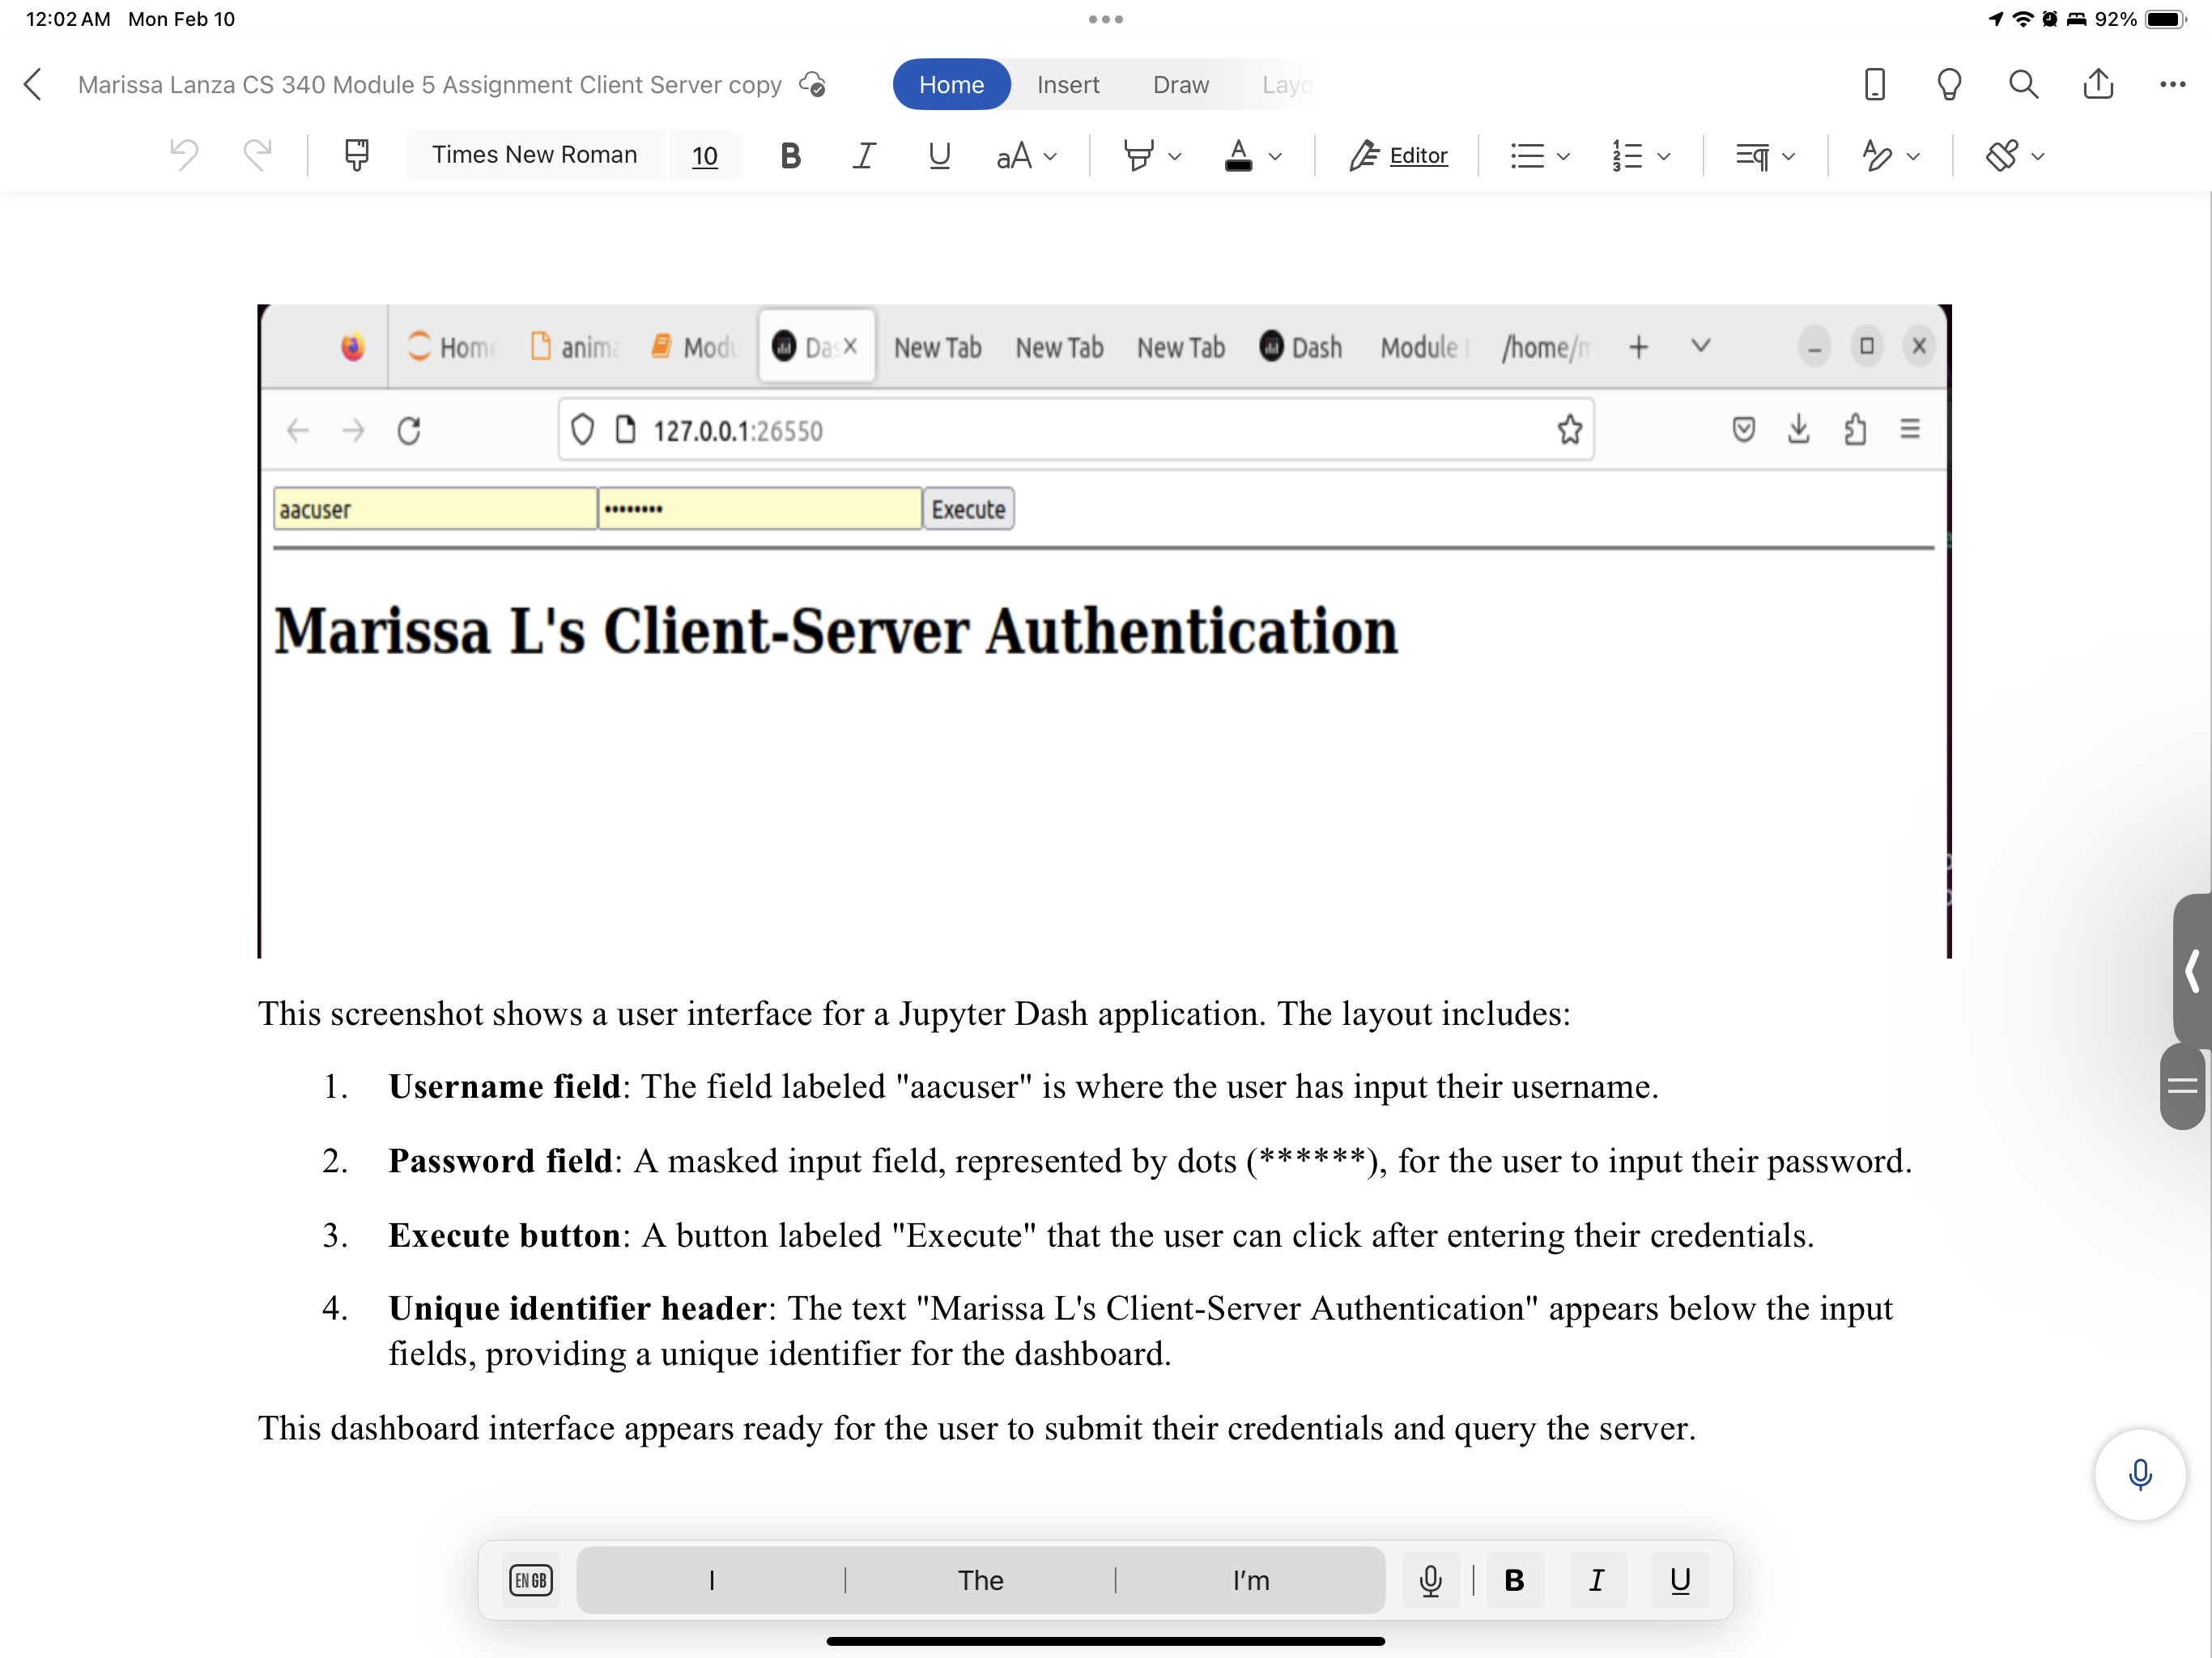 12:02 AM Mon Feb 10
92%
Marissa Lanza CS 340 Module 5 Assignment Client Server copy
Home Insert Draw Layo
Times New Roman 10 B I U aA A Editor
Home anima Modu Da New Tab New Tab New Tab Dash Module /home/m
127.0.0.1:26550
aacuser •••••••• Execute
Marissa L's Client-Server Authentication
This screenshot shows a user interface for a Jupyter Dash application. The layout includes:
1. Username field: The field labeled "aacuser" is where the user has input their username.
2. Password field: A masked input field, represented by dots (******), for the user to input their password.
3. Execute button: A button labeled "Execute" that the user can click after entering their credentials.
4. Unique identifier header: The text "Marissa L's Client-Server Authentication" appears below the input
fields, providing a unique identifier for the dashboard.
This dashboard interface appears ready for the user to submit their credentials and query the server.
EN GB I The I'm B I U